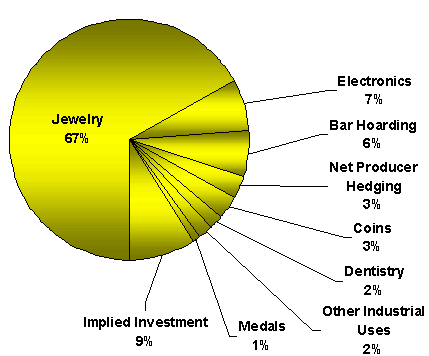 Jewelry
67%
Electronics
7%
Bar Hoarding
6%
Net Producer
Hedging
3%
Coins
3%
Dentistry
2%
Other Industrial
Uses
2%
Medals
1%
Implied Investment
9%